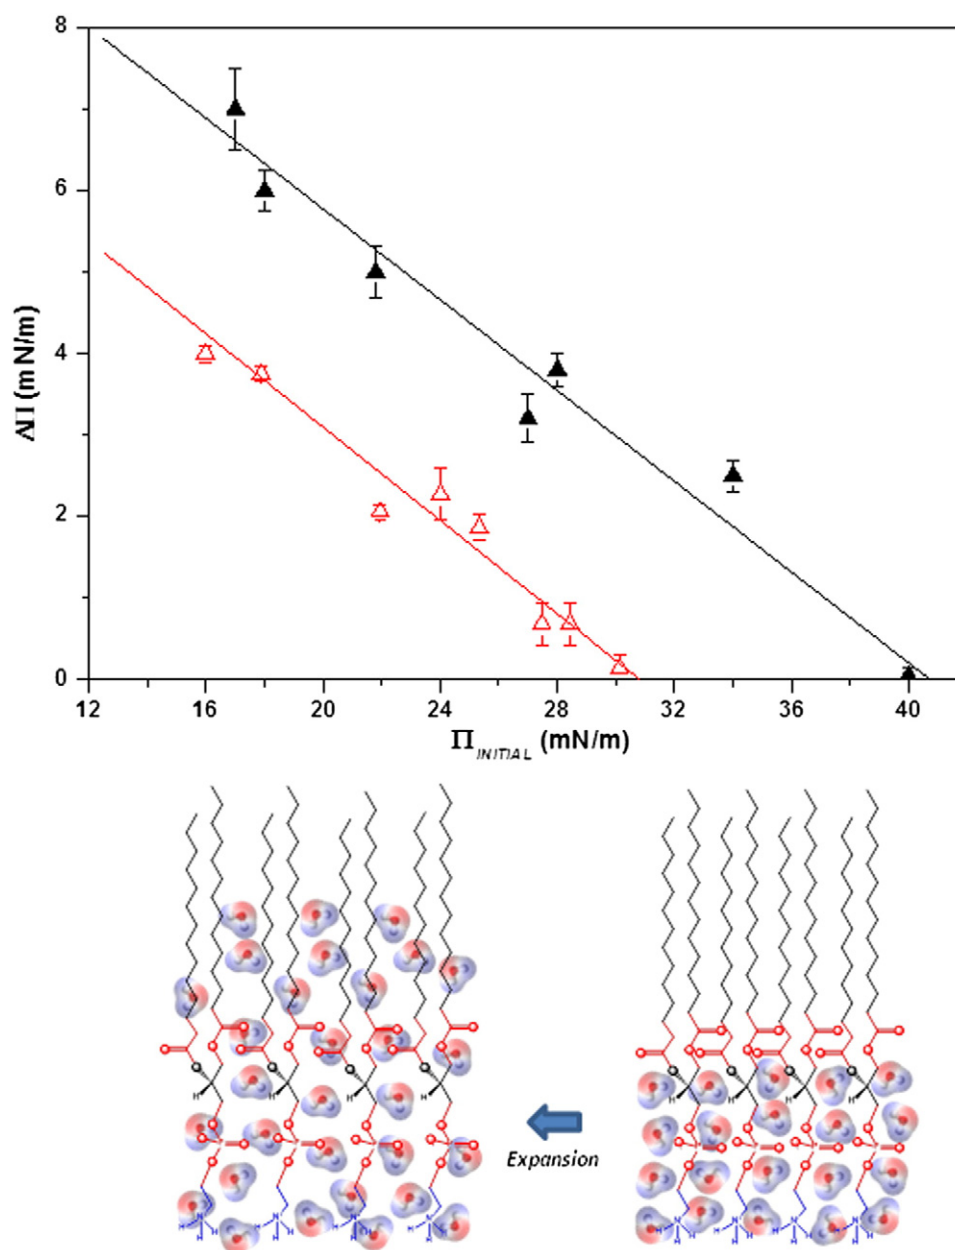 8
6
4
2
0
ΔΠ (mN/m)
12 16 20 24 28 32 36 40
Π INITIAL (mN/m)
Expansion
H H H H
H H H H
P P P P P P P P
N N N N N N N N
H H H H H H H H H H H H H H H H
H H H H H H H H